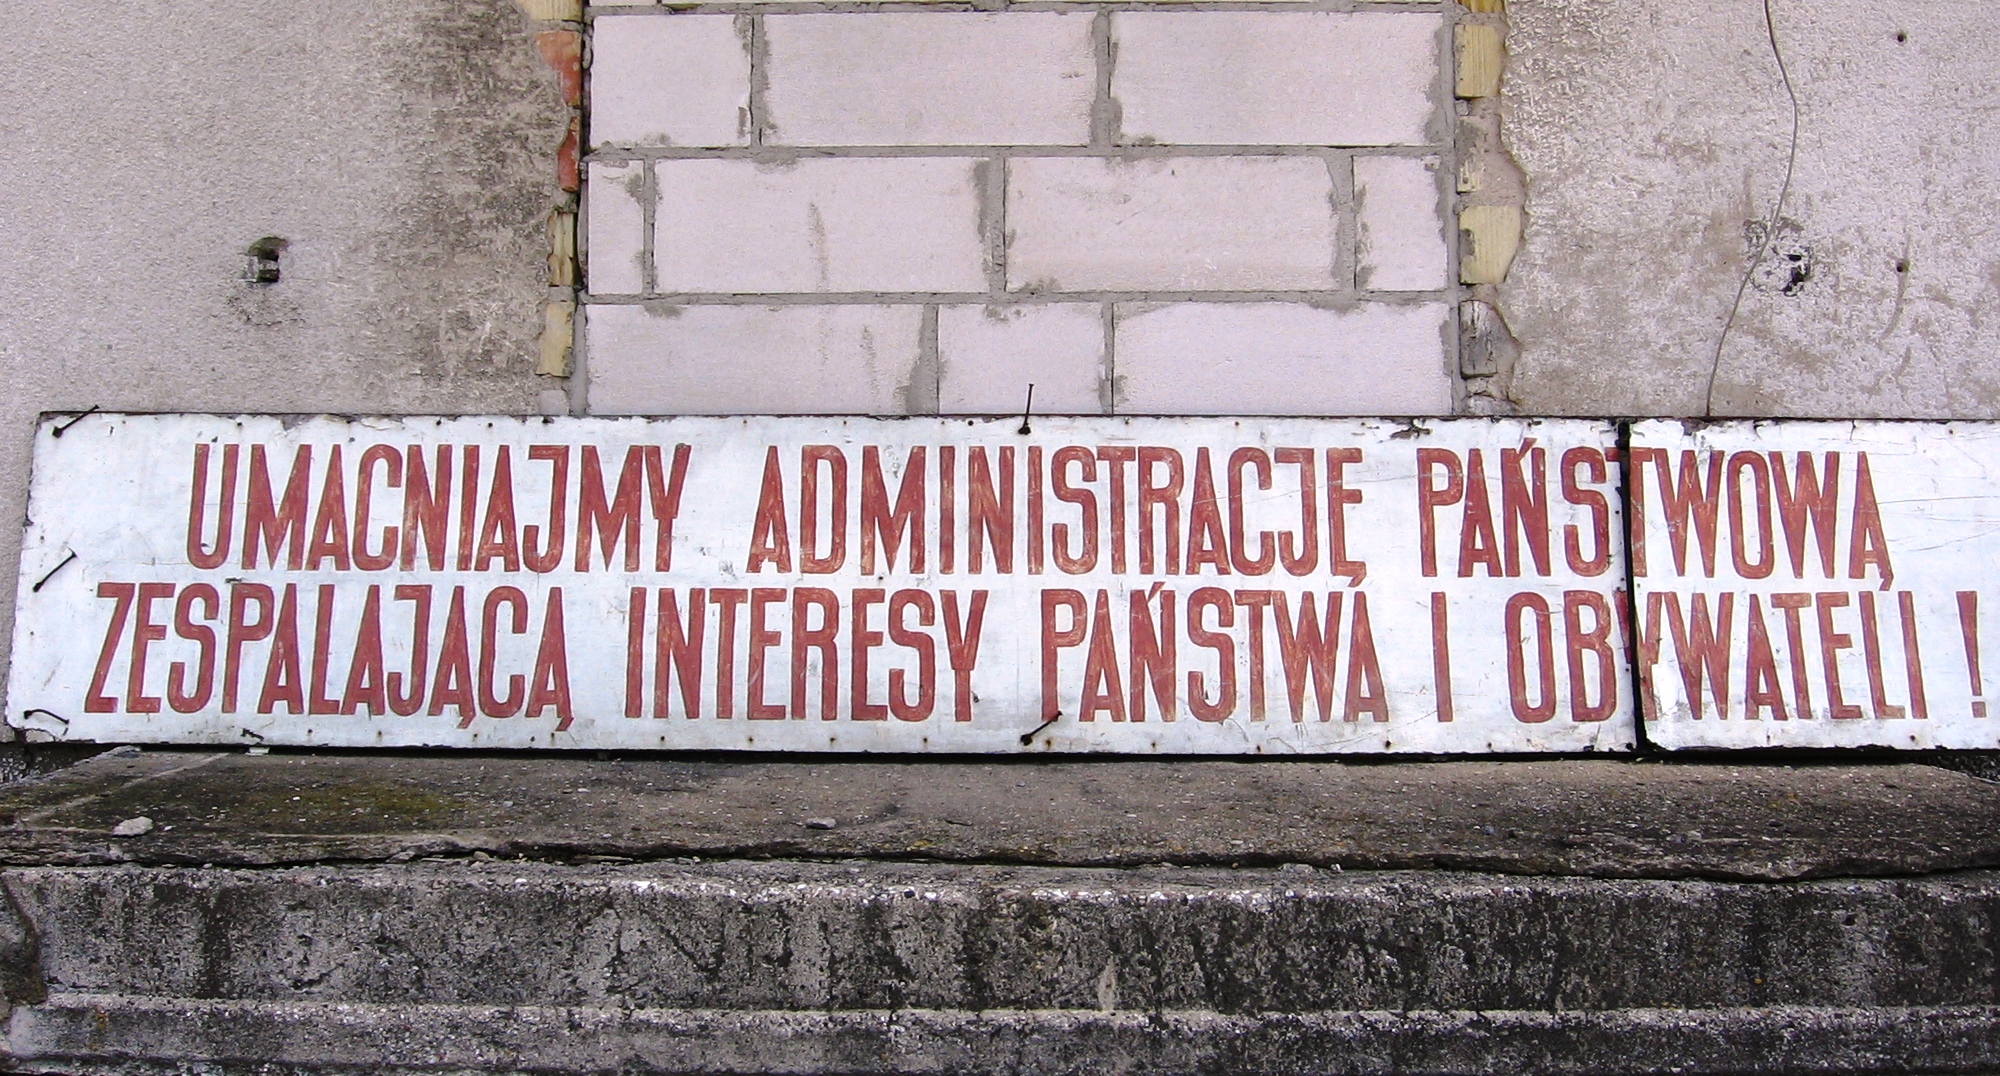 UMACNIAJMY ADMINISTRACJĘ PAŃSTWOWĄ
ZESPALAJĄCĄ INTERESY PAŃSTWA I OBYWATELI !